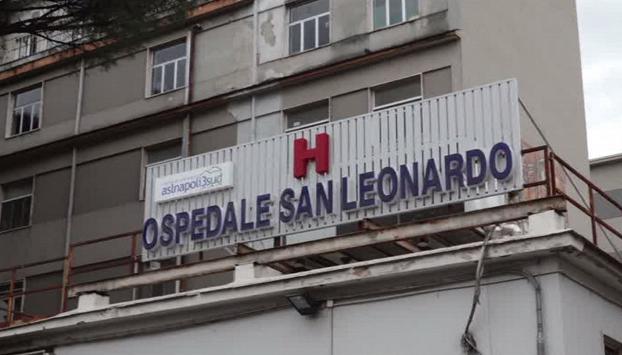 H
aslnapoli3sud
OSPEDALE SAN LEONARDO